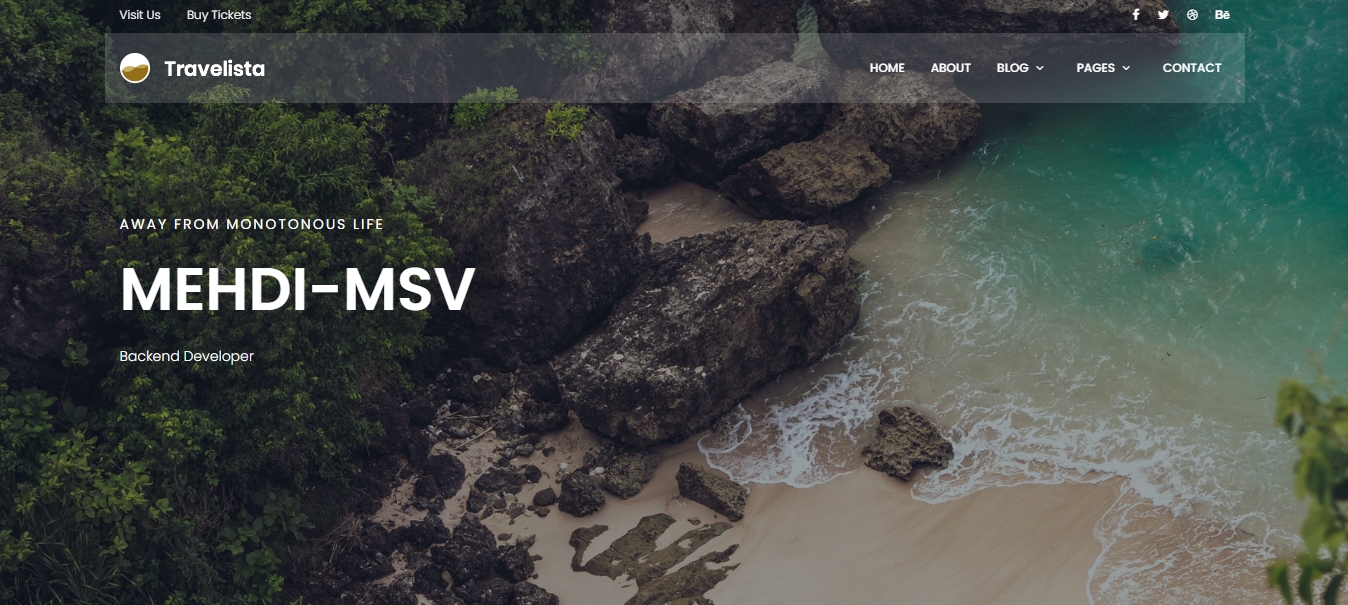 Visit Us Buy Tickets
Bē
Travelista HOME ABOUT BLOG PAGES CONTACT
AWAY FROM MONOTONOUS LIFE
MEHDI-MSV
Backend Developer